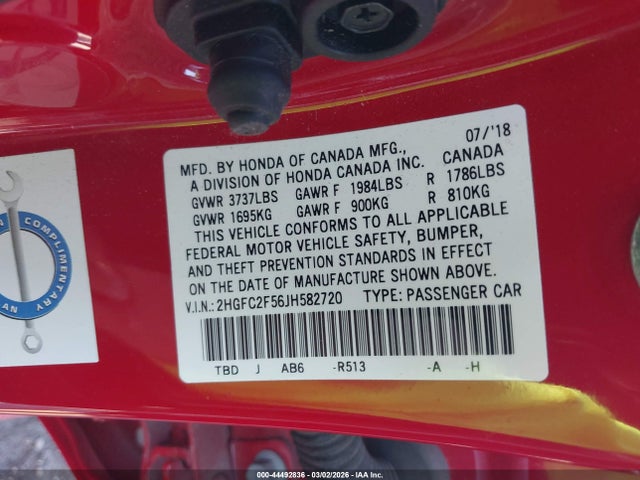 07/'18
MFD. BY HONDA OF CANADA MFG., CANADA
A DIVISION OF HONDA CANADA INC.
GVWR 3737LBS GAWR F 1984LBS R 1786LBS
GVWR 1695KG GAWR F 900KG R 810KG
THIS VEHICLE CONFORMS TO ALL APPLICABLE
FEDERAL MOTOR VEHICLE SAFETY, BUMPER,
AND THEFT PREVENTION STANDARDS IN EFFECT
ON THE DATE OF MANUFACTURE SHOWN ABOVE.
V.I.N.: 2HGFC2F56JH582720 TYPE: PASSENGER CAR
TBD J AB6 -R513 -A -H
COMPLIMENTARY
000-44492836 | 03/02/2026 | IAA Inc.